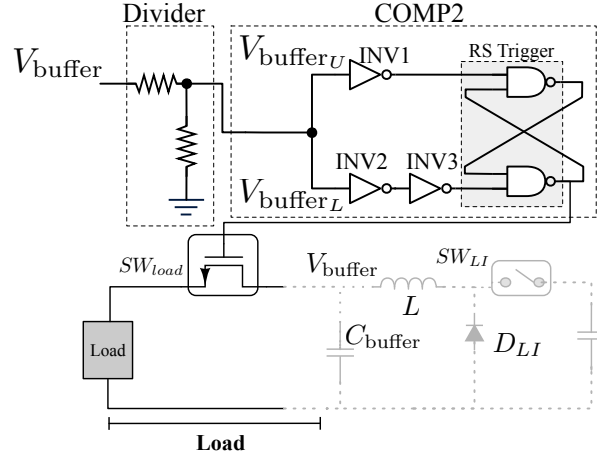 Divider
COMP2
V_buffer
V_buffer_U
INV1
RS Trigger
INV2
INV3
V_buffer_L
SW_load
V_buffer
SW_LI
L
Load
C_buffer
D_LI
Load